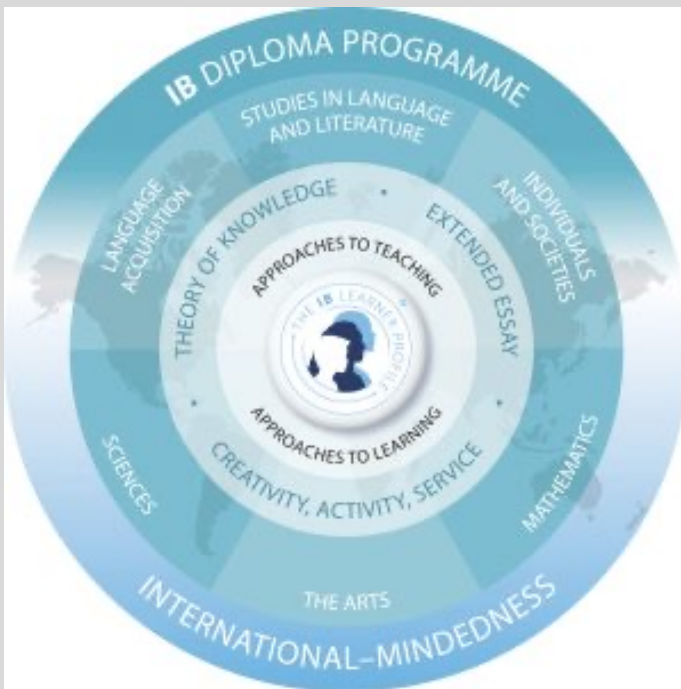 IB DIPLOMA PROGRAMME
STUDIES IN LANGUAGE
AND LITERATURE
LANGUAGE
ACQUISITION
INDIVIDUALS
AND SOCIETIES
THEORY OF KNOWLEDGE
EXTENDED ESSAY
APPROACHES TO TEACHING
THE IB LEARNER PROFILE
APPROACHES TO LEARNING
CREATIVITY, ACTIVITY, SERVICE
SCIENCES
MATHEMATICS
THE ARTS
INTERNATIONAL–MINDEDNESS